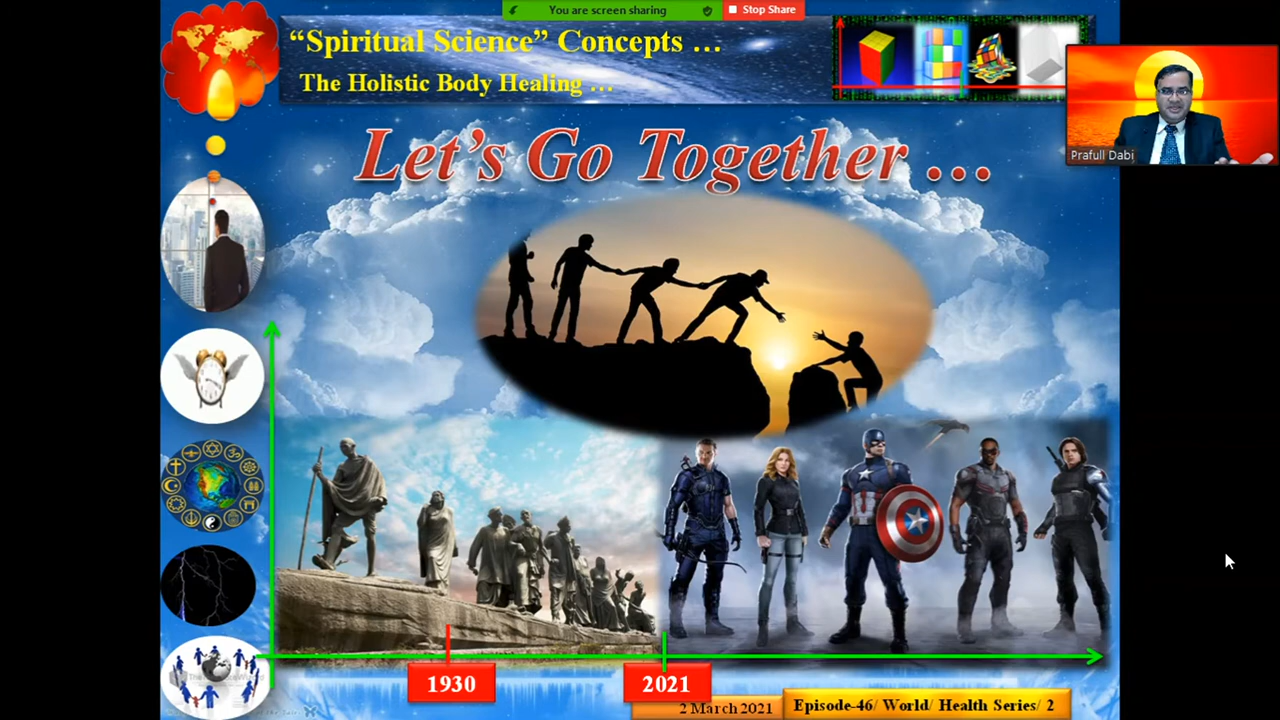 You are screen sharing
Stop Share
“Spiritual Science” Concepts …
The Holistic Body Healing …
Prafull Dabi
Let’s Go Together …
1930
2021
2 March 2021
Episode-46/ World/ Health Series/ 2